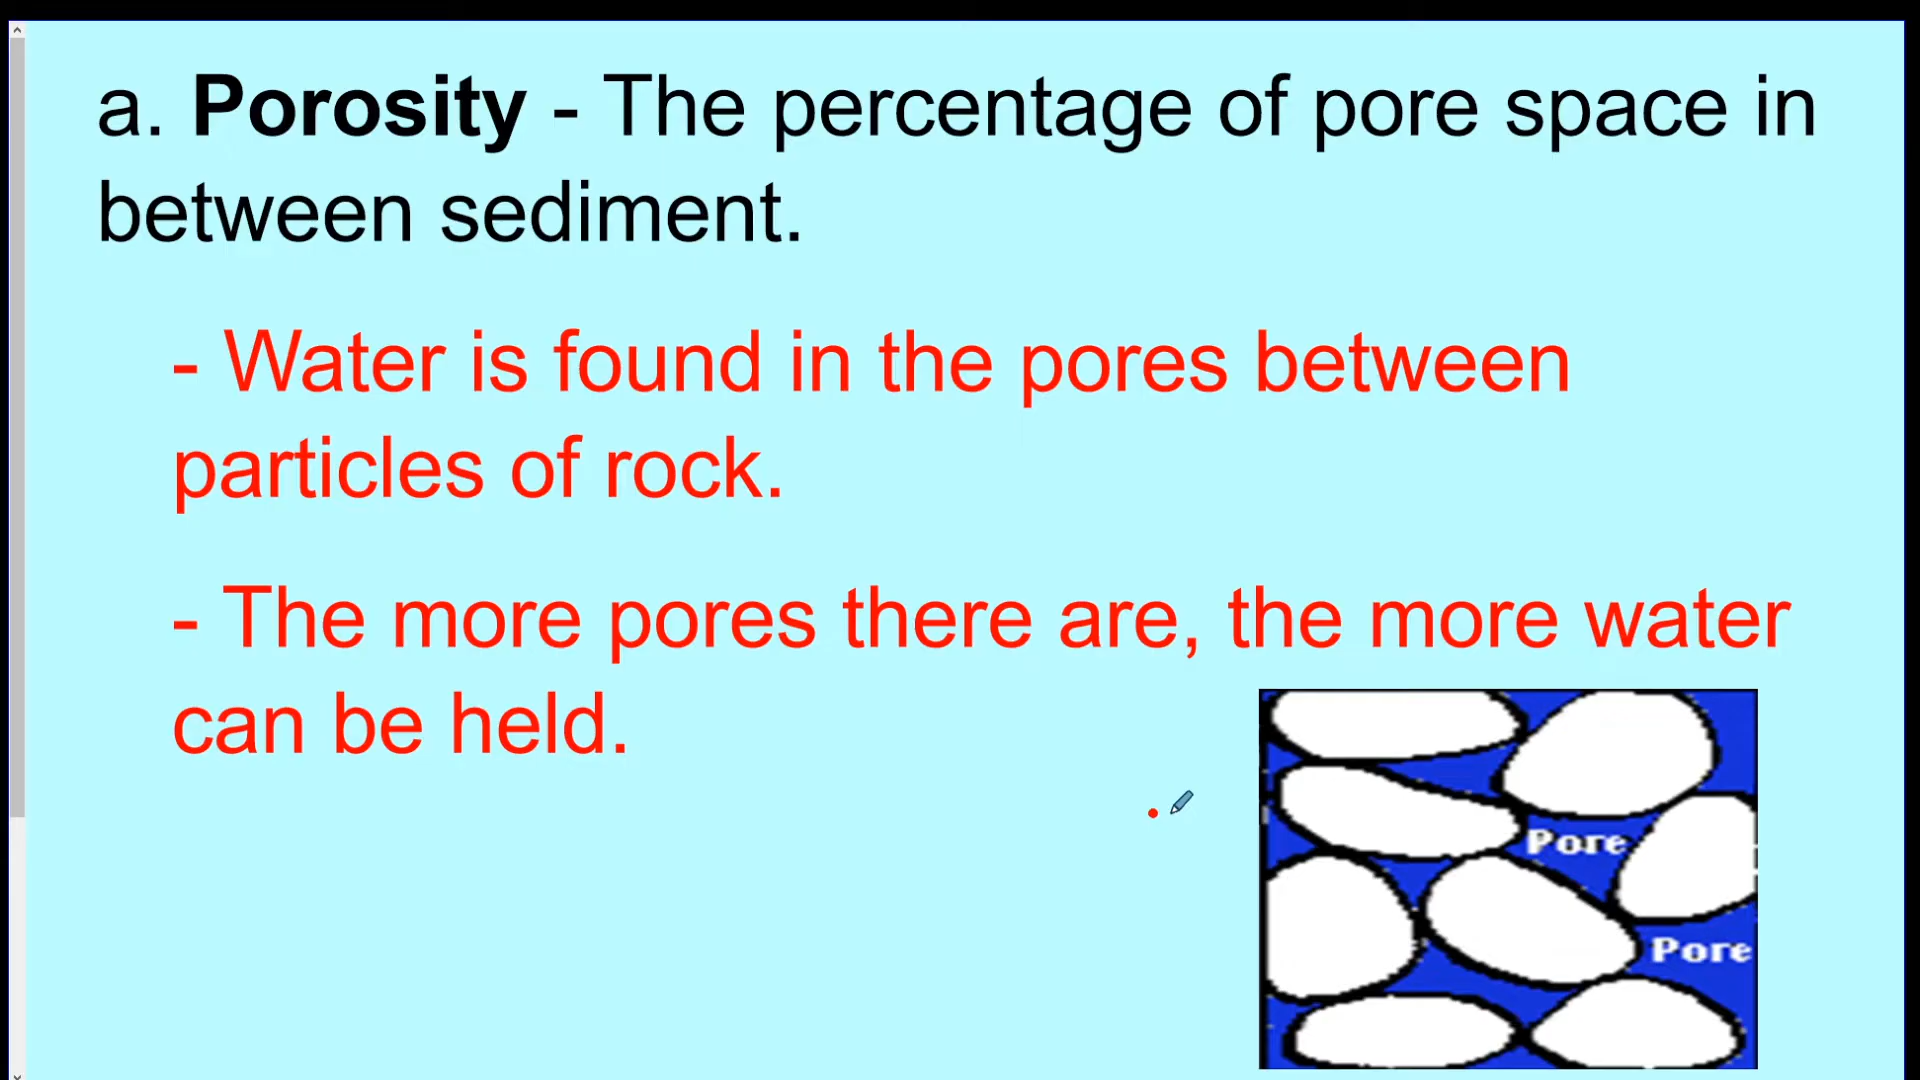 a. Porosity - The percentage of pore space in
between sediment.
- Water is found in the pores between
particles of rock.
- The more pores there are, the more water
can be held.
Pore
Pore